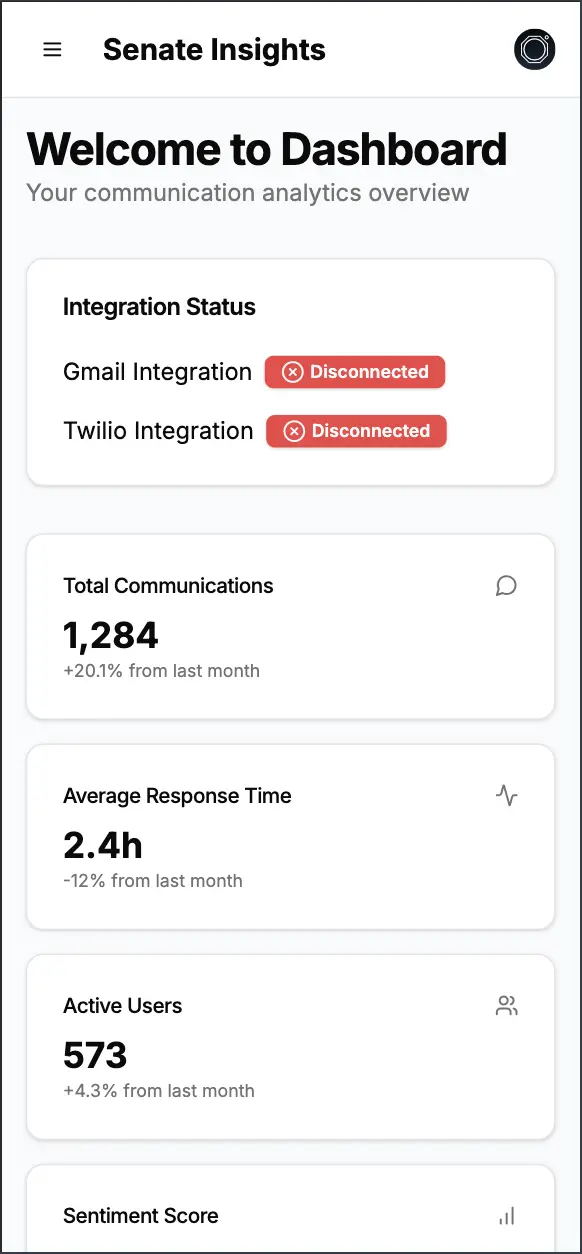 Senate Insights
Welcome to Dashboard
Your communication analytics overview
Integration Status
Gmail Integration Disconnected
Twilio Integration Disconnected
Total Communications
1,284
+20.1% from last month
Average Response Time
2.4h
-12% from last month
Active Users
573
+4.3% from last month
Sentiment Score